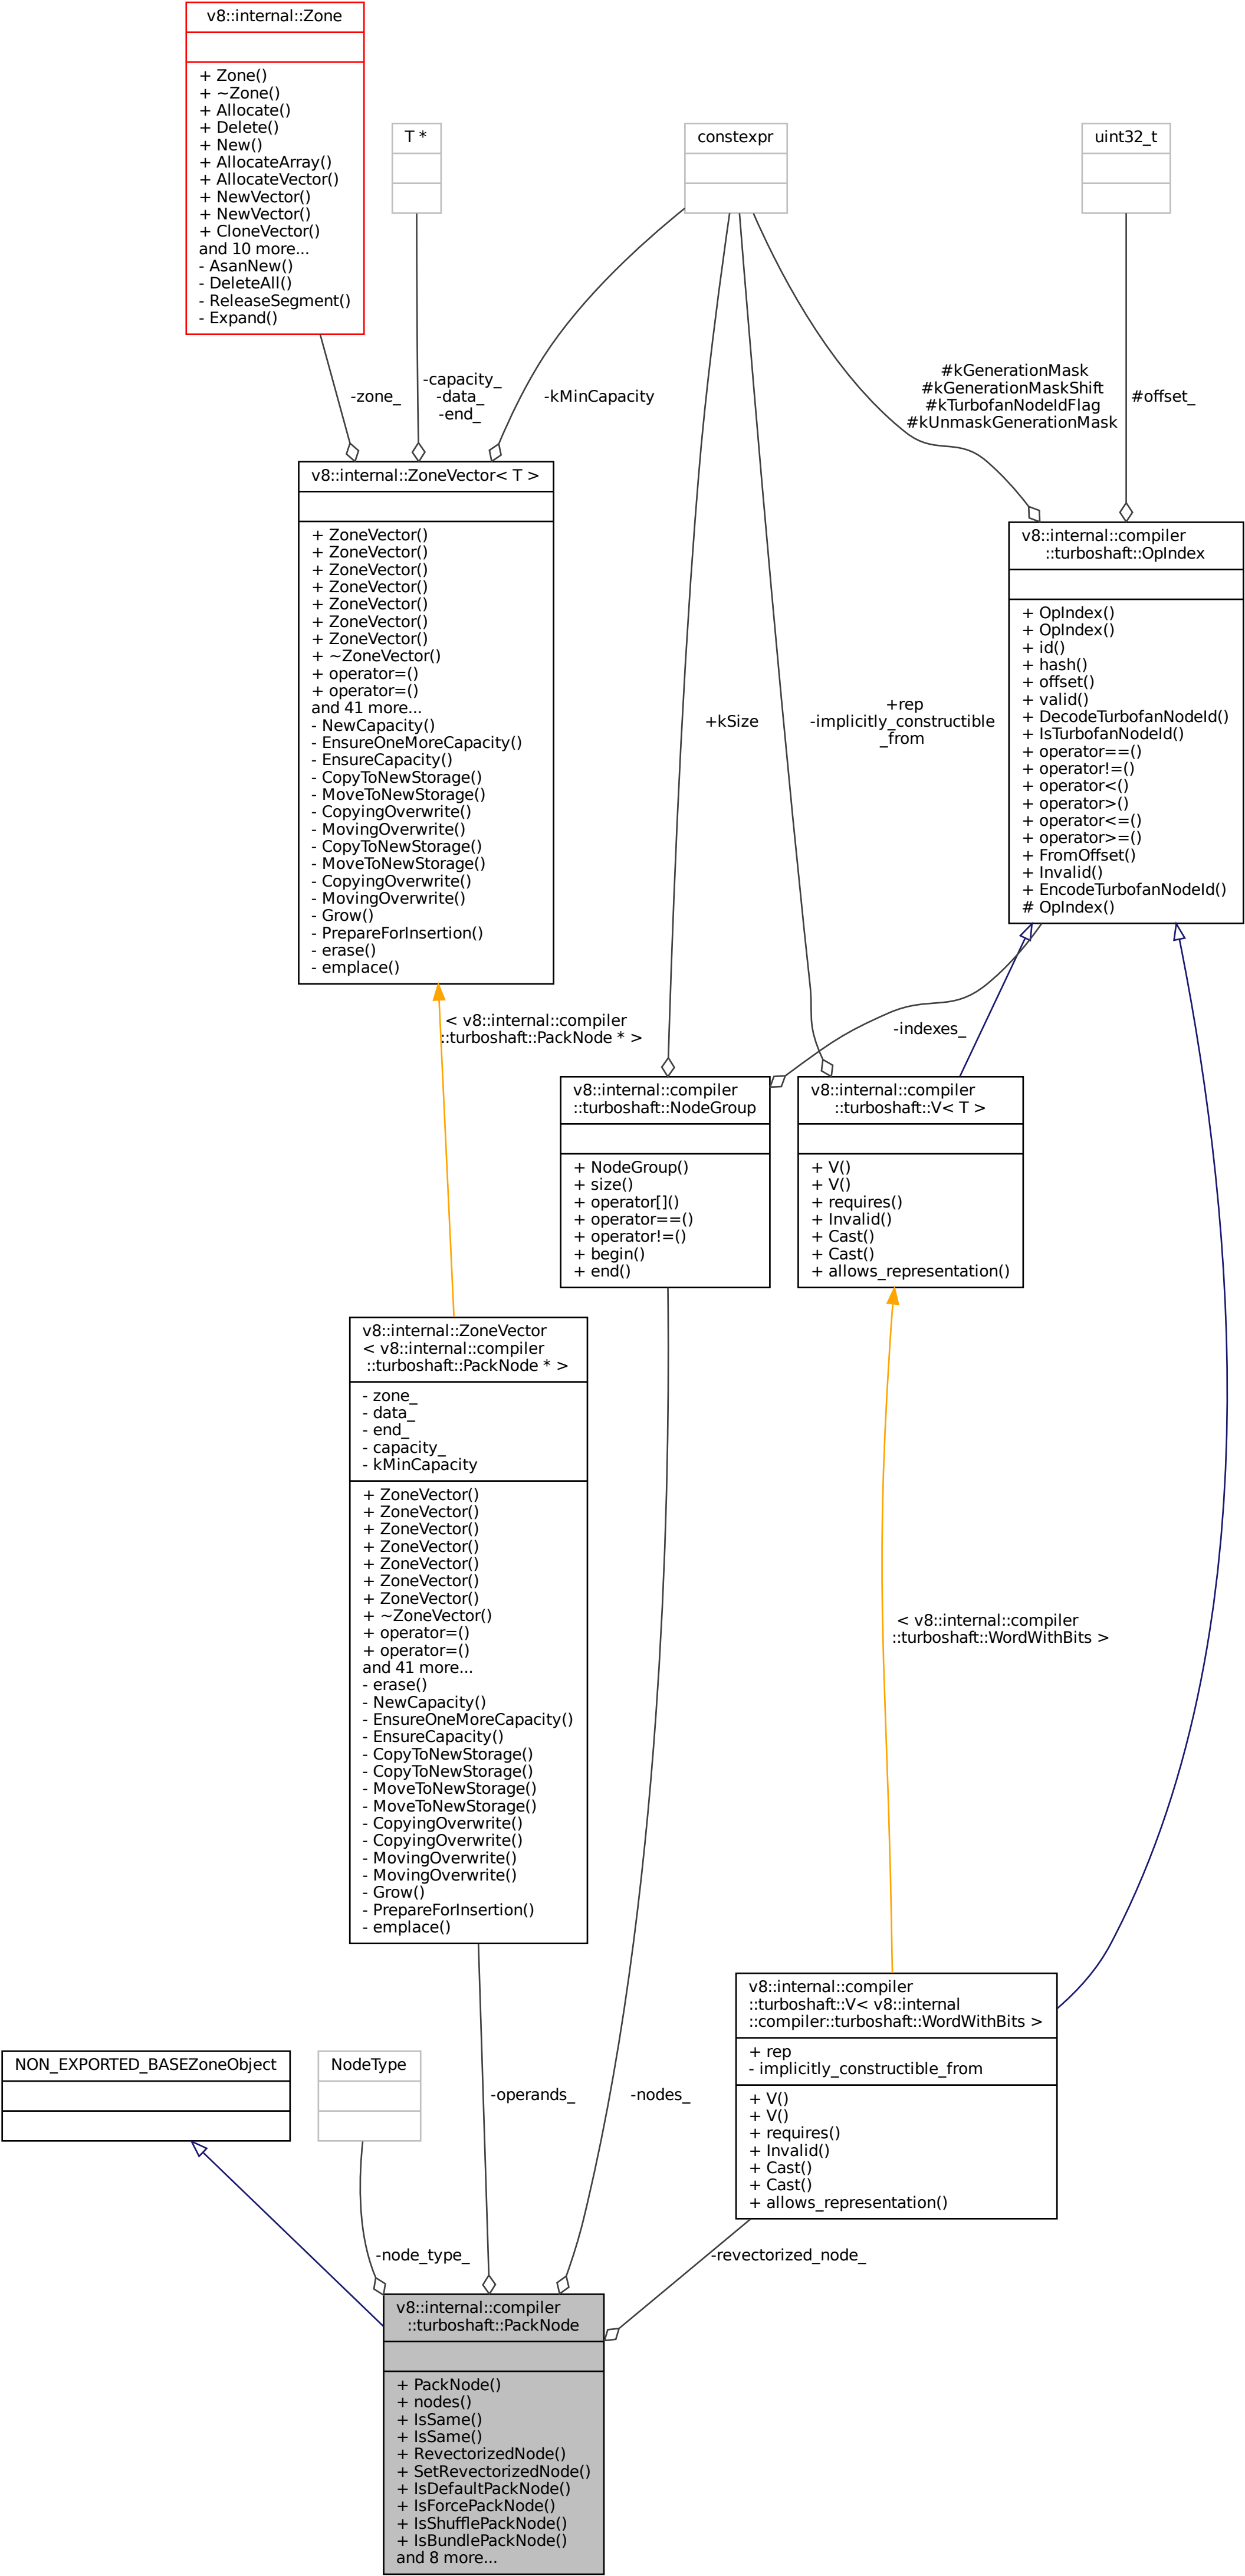 v8::internal::Zone
+ Zone()
+ ~Zone()
+ Allocate()
+ Delete()
+ New()
+ AllocateArray()
+ AllocateVector()
+ NewVector()
+ NewVector()
+ CloneVector()
and 10 more...
- AsanNew()
- DeleteAll()
- ReleaseSegment()
- Expand()
T *
constexpr
uint32_t
-zone_
-capacity_
-data_
-end_
-kMinCapacity
#kGenerationMask
#kGenerationMaskShift
#kTurbofanNodeIdFlag
#kUnmaskGenerationMask
#offset_
v8::internal::ZoneVector< T >
+ ZoneVector()
+ ZoneVector()
+ ZoneVector()
+ ZoneVector()
+ ZoneVector()
+ ZoneVector()
+ ZoneVector()
+ ~ZoneVector()
+ operator=()
+ operator=()
and 41 more...
- NewCapacity()
- EnsureOneMoreCapacity()
- EnsureCapacity()
- CopyToNewStorage()
- MoveToNewStorage()
- CopyingOverwrite()
- MovingOverwrite()
- CopyToNewStorage()
- MoveToNewStorage()
- CopyingOverwrite()
- MovingOverwrite()
- Grow()
- PrepareForInsertion()
- erase()
- emplace()
v8::internal::compiler
::turboshaft::OpIndex
+ OpIndex()
+ OpIndex()
+ id()
+ hash()
+ offset()
+ valid()
+ DecodeTurbofanNodeId()
+ IsTurbofanNodeId()
+ operator==()
+ operator!=()
+ operator<()
+ operator>()
+ operator<=()
+ operator>=()
+ FromOffset()
+ Invalid()
+ EncodeTurbofanNodeId()
# OpIndex()
+kSize
+rep
-implicitly_constructible
_from
< v8::internal::compiler
::turboshaft::PackNode * >
-indexes_
v8::internal::compiler
::turboshaft::NodeGroup
+ NodeGroup()
+ size()
+ operator[]()
+ operator==()
+ operator!=()
+ begin()
+ end()
v8::internal::compiler
::turboshaft::V< T >
+ V()
+ V()
+ requires()
+ Invalid()
+ Cast()
+ Cast()
+ allows_representation()
v8::internal::ZoneVector
< v8::internal::compiler
::turboshaft::PackNode * >
- zone_
- data_
- end_
- capacity_
- kMinCapacity
+ ZoneVector()
+ ZoneVector()
+ ZoneVector()
+ ZoneVector()
+ ZoneVector()
+ ZoneVector()
+ ZoneVector()
+ ~ZoneVector()
+ operator=()
+ operator=()
and 41 more...
- erase()
- NewCapacity()
- EnsureOneMoreCapacity()
- EnsureCapacity()
- CopyToNewStorage()
- CopyToNewStorage()
- MoveToNewStorage()
- MoveToNewStorage()
- CopyingOverwrite()
- CopyingOverwrite()
- MovingOverwrite()
- MovingOverwrite()
- Grow()
- PrepareForInsertion()
- emplace()
< v8::internal::compiler
::turboshaft::WordWithBits >
v8::internal::compiler
::turboshaft::V< v8::internal
::compiler::turboshaft::WordWithBits >
+ rep
- implicitly_constructible_from
+ V()
+ V()
+ requires()
+ Invalid()
+ Cast()
+ Cast()
+ allows_representation()
NON_EXPORTED_BASEZoneObject
NodeType
-operands_
-nodes_
-node_type_
-revectorized_node_
v8::internal::compiler
::turboshaft::PackNode
+ PackNode()
+ nodes()
+ IsSame()
+ IsSame()
+ RevectorizedNode()
+ SetRevectorizedNode()
+ IsDefaultPackNode()
+ IsForcePackNode()
+ IsShufflePackNode()
+ IsBundlePackNode()
and 8 more...